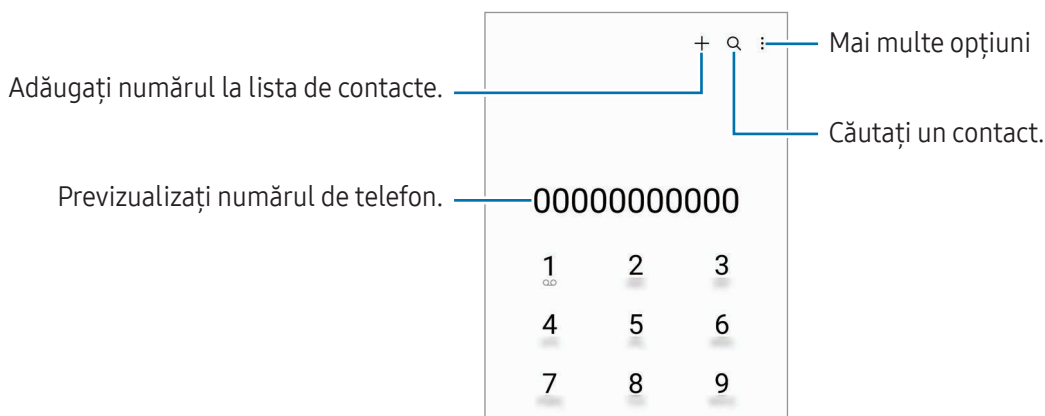 Mai multe opțiuni
Adăugați numărul la lista de contacte.
Căutați un contact.
Previzualizați numărul de telefon.
00000000000
1 2 3
4 5 6
7 8 9